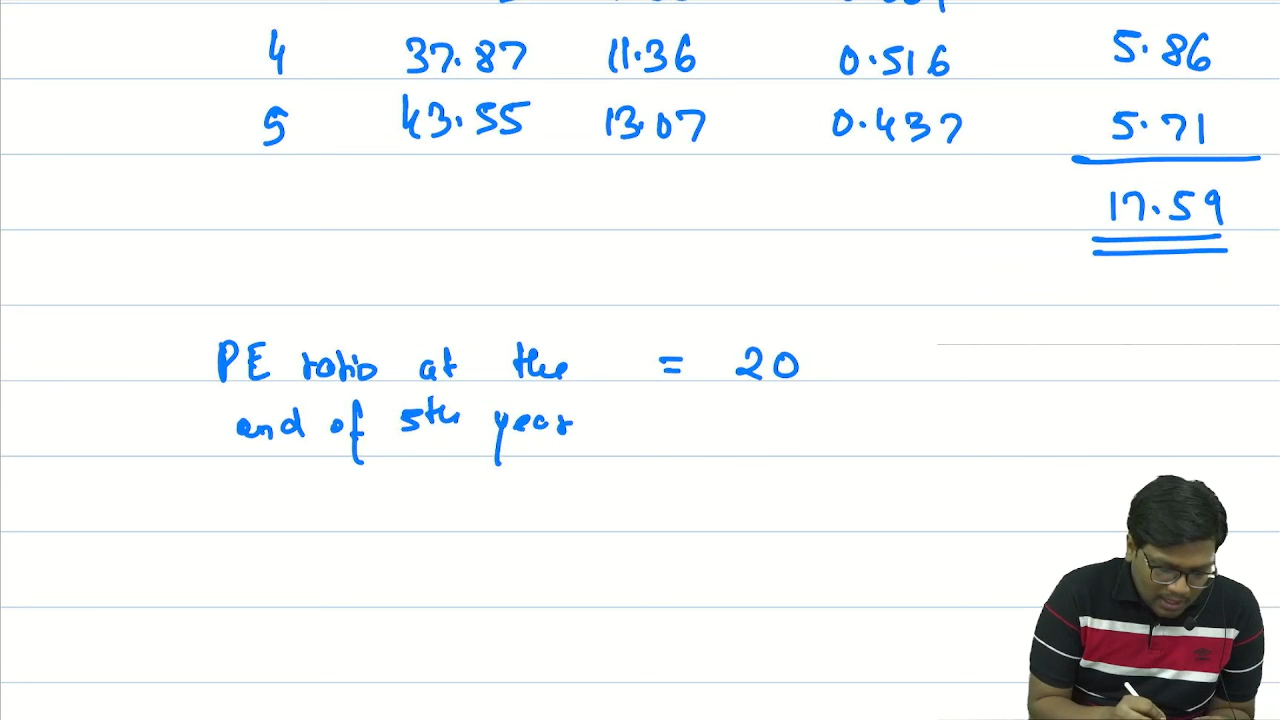 4 37.87 11.36 0.516 5.86
5 43.55 13.07 0.437 5.71
17.59
PE ratio at the = 20
end of 5th year